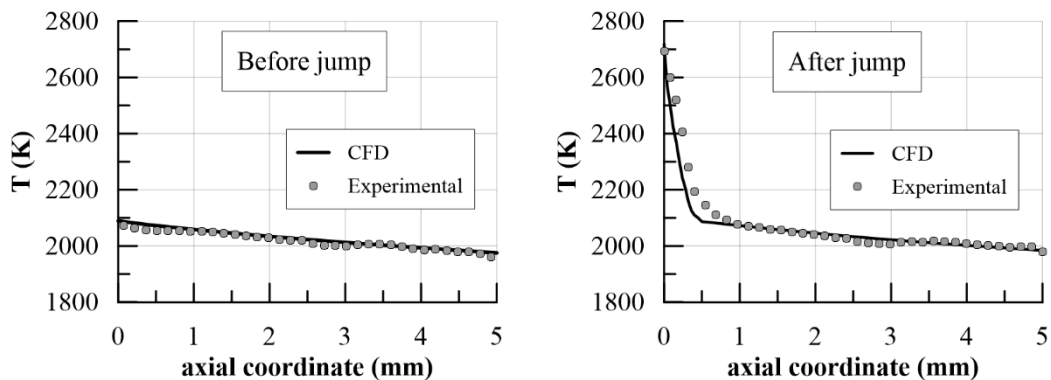 2800
2600
2400
2200
2000
1800
T (K)
Before jump
CFD
Experimental
0 1 2 3 4 5
axial coordinate (mm)
2800
2600
2400
2200
2000
1800
T (K)
After jump
CFD
Experimental
0 1 2 3 4 5
axial coordinate (mm)